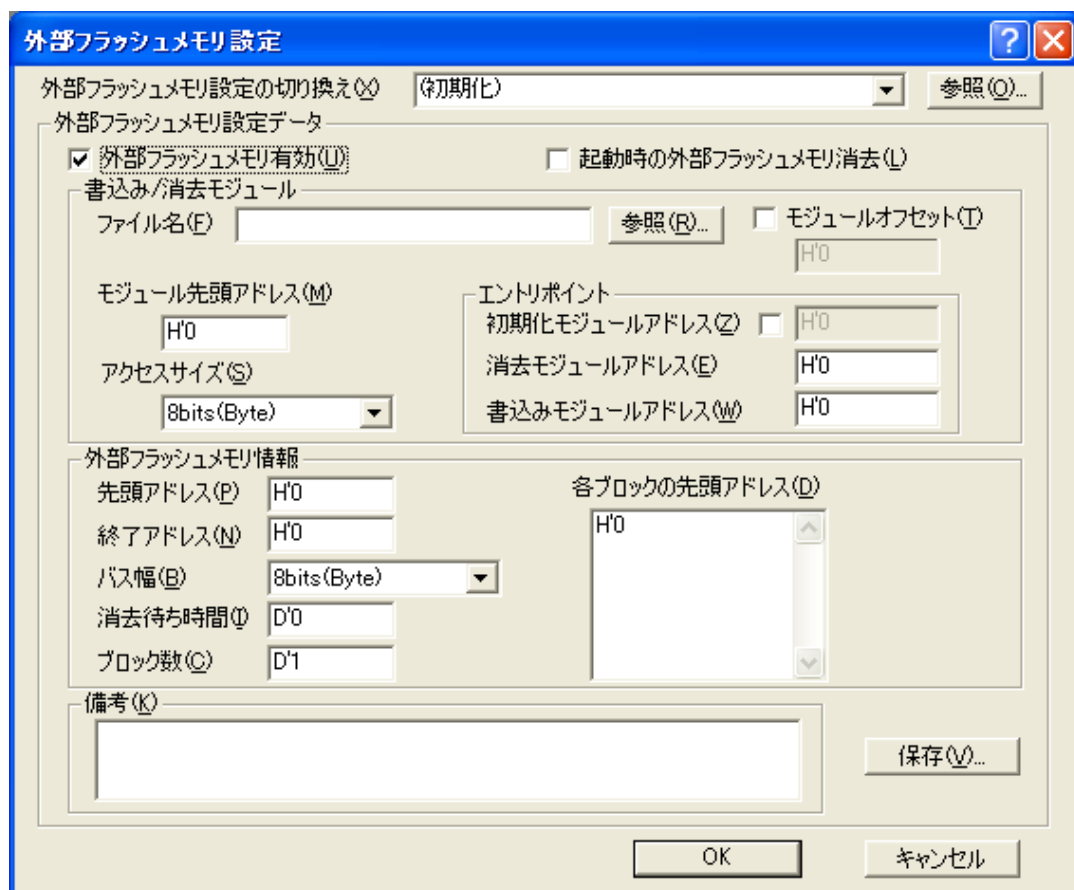 外部フラッシュメモリ設定
外部フラッシュメモリ設定の切り換え(X) (初期化) 参照(O)...
外部フラッシュメモリ設定データ
外部フラッシュメモリ有効(U) 起動時の外部フラッシュメモリ消去(L)
書込み/消去モジュール
ファイル名(F) 参照(R)... モジュールオフセット(T)
H'0
モジュール先頭アドレス(M)
H'0
アクセスサイズ(S)
8bits(Byte)
エントリポイント
初期化モジュールアドレス(Z) H'0
消去モジュールアドレス(E) H'0
書込みモジュールアドレス(W) H'0
外部フラッシュメモリ情報
先頭アドレス(P) H'0
終了アドレス(N) H'0
バス幅(B) 8bits(Byte)
消去待ち時間(I) D'0
ブロック数(C) D'1
各ブロックの先頭アドレス(D)
H'0
備考(K)
保存(V)...
OK キャンセル